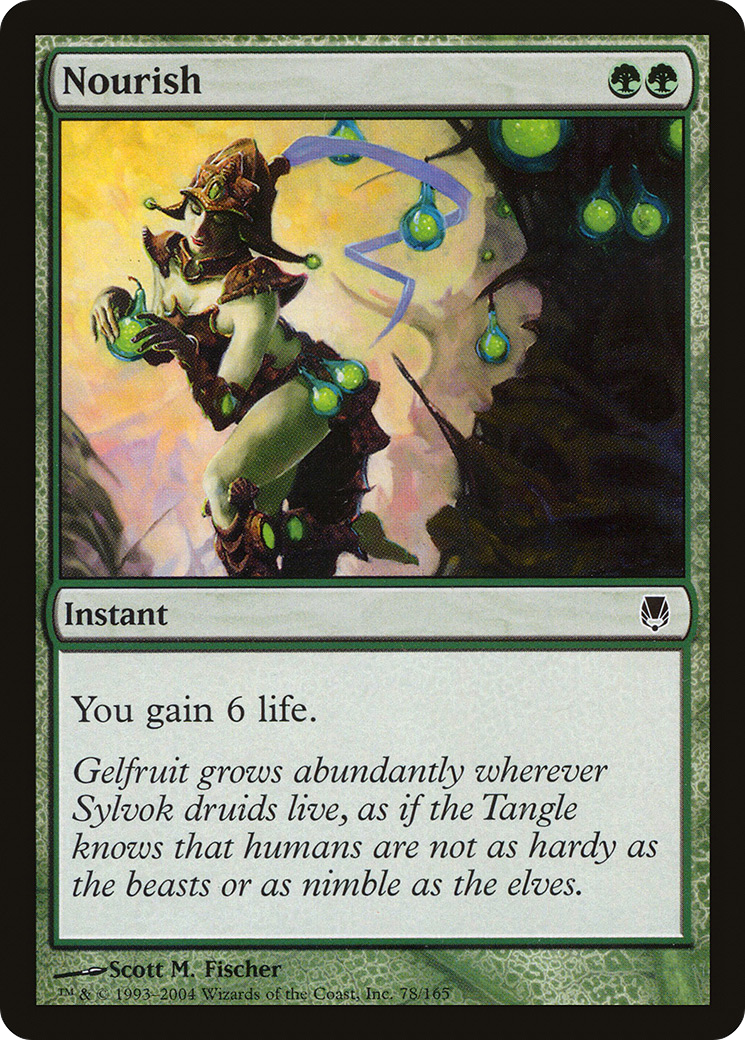 Nourish
Instant
You gain 6 life.
Gelfruit grows abundantly wherever
Sylvok druids live, as if the Tangle
knows that humans are not as hardy as
the beasts or as nimble as the elves.
Scott M. Fischer
™ & © 1993–2004 Wizards of the Coast, Inc. 78/165